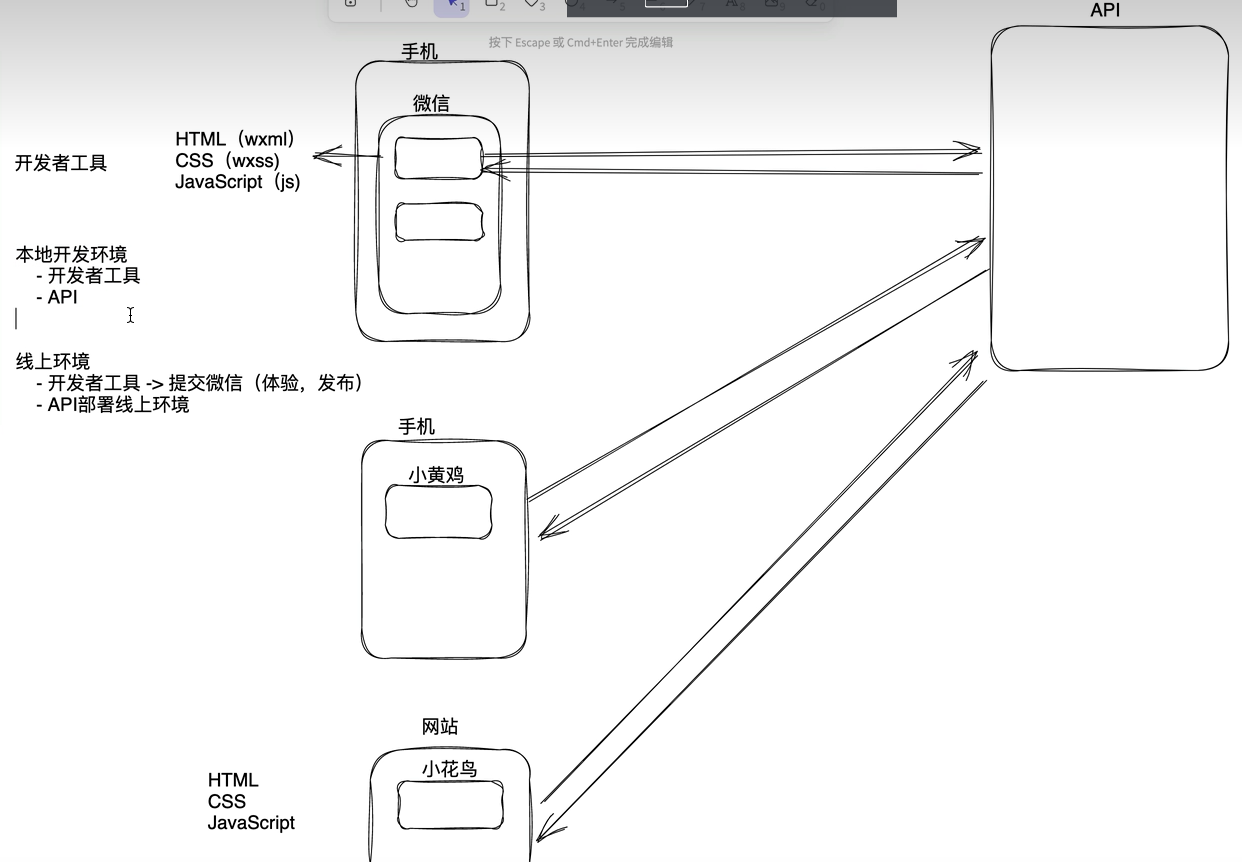 1
2
3
按下 Escape 或 Cmd+Enter 完成编辑
API
手机
微信
HTML（wxml）
CSS（wxss)
JavaScript（js)
开发者工具
本地开发环境
- 开发者工具
- API
线上环境
- 开发者工具 -> 提交微信（体验，发布）
- API部署线上环境
手机
小黄鸡
网站
小花鸟
HTML
CSS
JavaScript